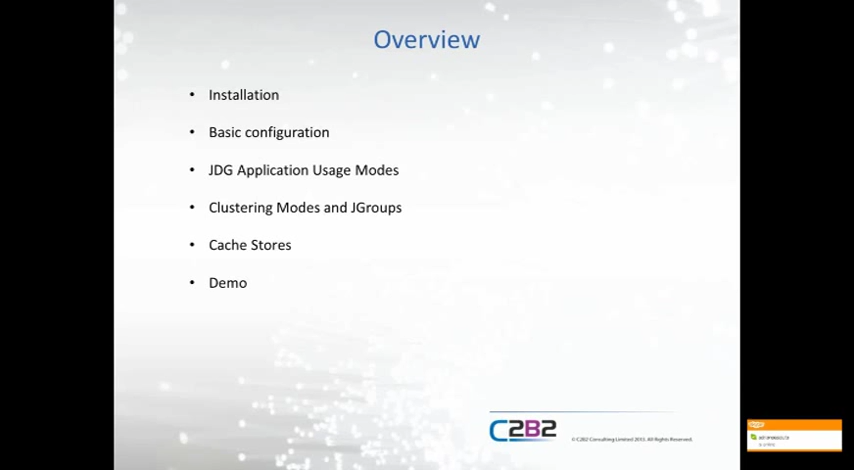 Overview
• Installation
• Basic configuration
• JDG Application Usage Modes
• Clustering Modes and JGroups
• Cache Stores
• Demo
C2B2
© C2B2 Consulting Limited 2013. All Rights Reserved.